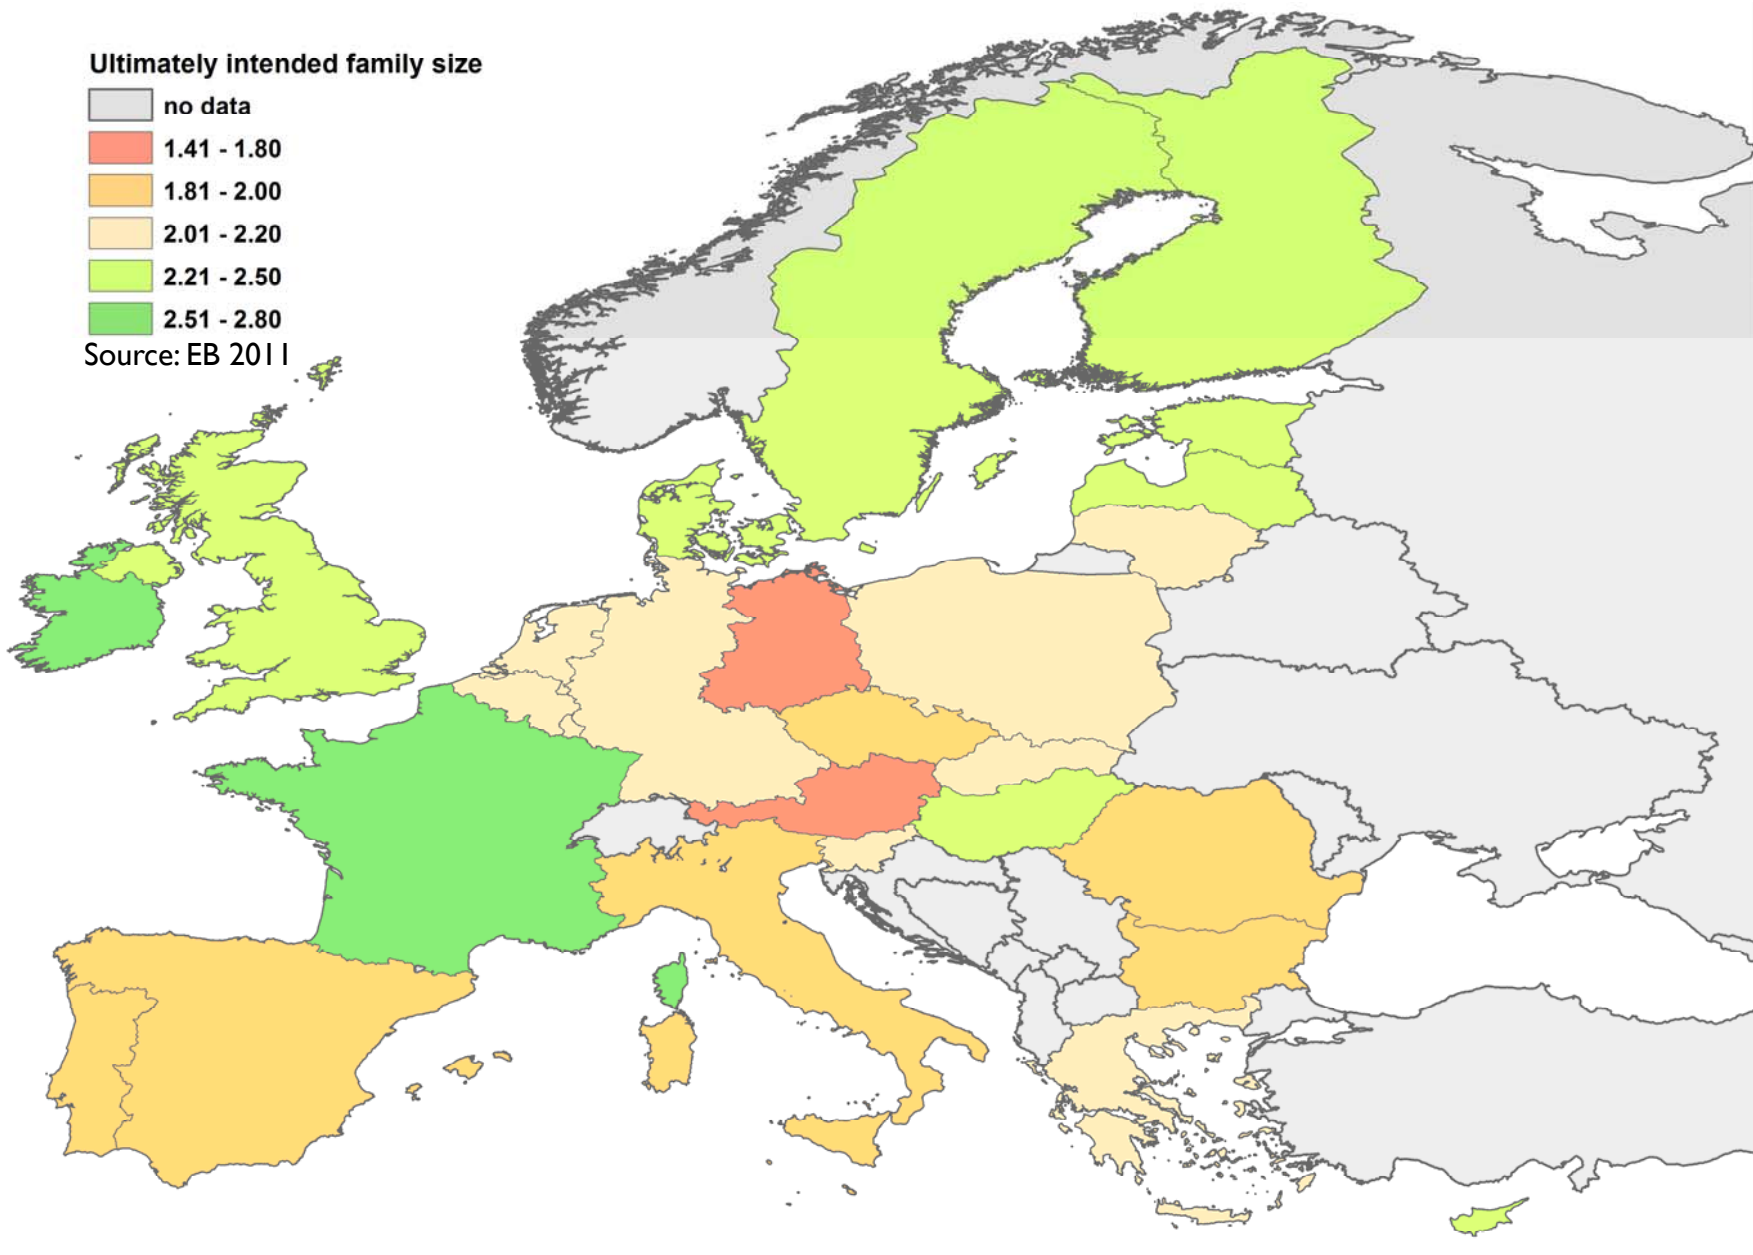 Ultimately intended family size
no data
1.41 - 1.80
1.81 - 2.00
2.01 - 2.20
2.21 - 2.50
2.51 - 2.80
Source: EB 2011